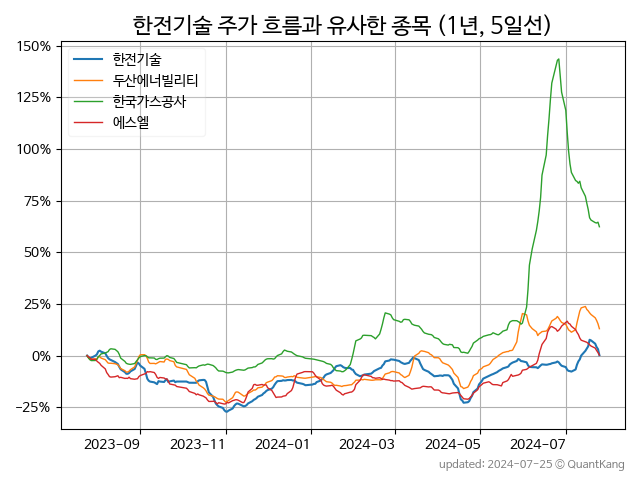 한전기술 주가 흐름과 유사한 종목 (1년, 5일선)
150%
125%
100%
75%
50%
25%
0%
−25%
한전기술
두산에너빌리티
한국가스공사
에스엘
2023-09 2023-11 2024-01 2024-03 2024-05 2024-07
updated: 2024-07-25 © QuantKang